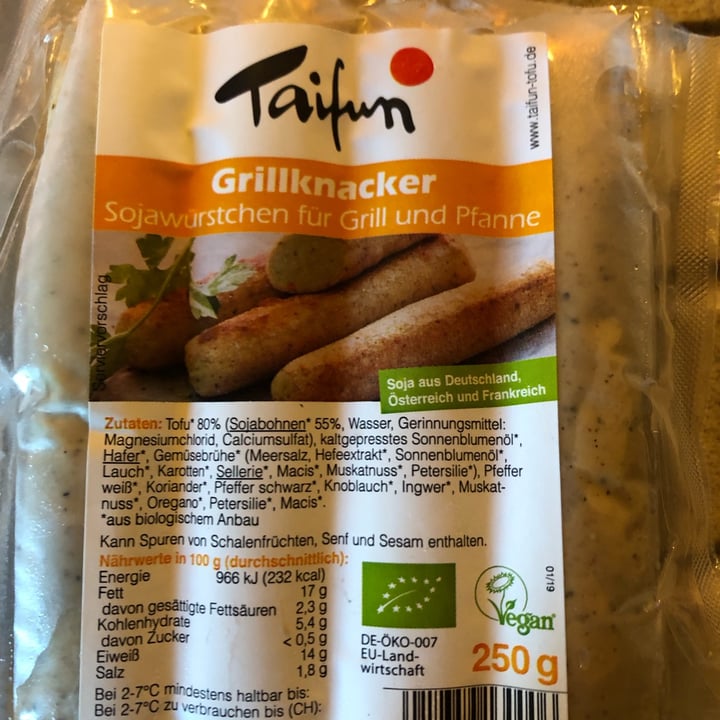 Taifun
www.taifun-tofu.de
Grillknacker
Sojawürstchen für Grill und Pfanne
Serviervorschlag
Soja aus Deutschland,
Österreich und Frankreich
Zutaten: Tofu* 80% (Sojabohnen* 55%, Wasser, Gerinnungsmittel:
Magnesiumchlorid, Calciumsulfat), kaltgepresstes Sonnenblumenöl*,
Hafer*, Gemüsebrühe* (Meersalz, Hefeextrakt*, Sonnenblumenöl*,
Lauch*, Karotten*, Sellerie*, Macis*, Muskatnuss*, Petersilie*), Pfeffer
weiß*, Koriander*, Pfeffer schwarz*, Knoblauch*, Ingwer*, Muskat-
nuss*, Oregano*, Petersilie*, Macis*.
*aus biologischem Anbau
Kann Spuren von Schalenfrüchten, Senf und Sesam enthalten.
Nährwerte in 100 g (durchschnittlich):
Energie 966 kJ (232 kcal)
Fett 17 g
davon gesättigte Fettsäuren 2,3 g
Kohlenhydrate 5,4 g
davon Zucker < 0,5 g
Eiweiß 14 g
Salz 1,8 g
Bei 2-7°C mindestens haltbar bis:
Bei 2-7°C zu verbrauchen bis (CH):
DE-ÖKO-007
EU-Land-
wirtschaft
Vegan
01/19
250 g